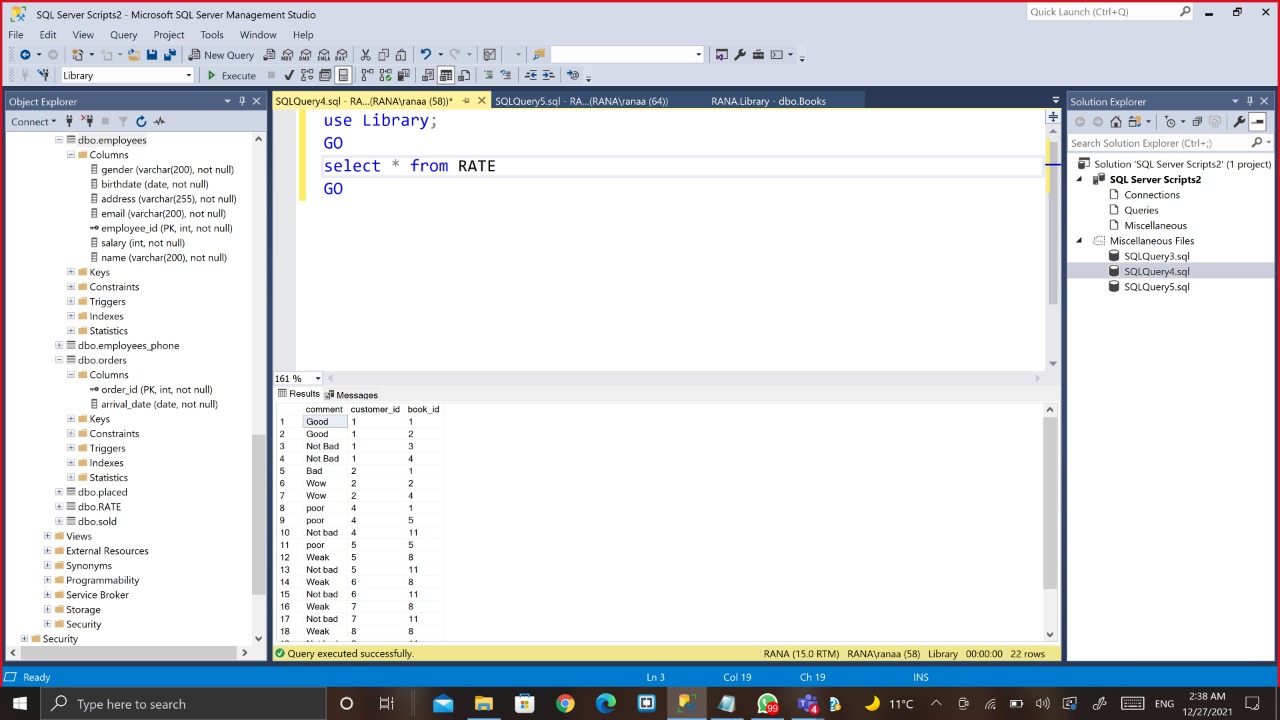 SQL Server Scripts2 - Microsoft SQL Server Management Studio
Quick Launch (Ctrl+Q)
File Edit View Query Project Tools Window Help
New Query
Library
Execute
Object Explorer
Connect
dbo.employees
Columns
gender (varchar(200), not null)
birthdate (date, not null)
address (varchar(255), not null)
email (varchar(200), not null)
employee_id (PK, int, not null)
salary (int, not null)
name (varchar(200), not null)
Keys
Constraints
Triggers
Indexes
Statistics
dbo.employees_phone
dbo.orders
Columns
order_id (PK, int, not null)
arrival_date (date, not null)
Keys
Constraints
Triggers
Indexes
Statistics
dbo.placed
dbo.RATE
dbo.sold
Views
External Resources
Synonyms
Programmability
Service Broker
Storage
Security
Security
SQLQuery4.sql - RA...(RANA\ranaa (58))* SQLQuery5.sql - RA...(RANA\ranaa (64)) RANA.Library - dbo.Books
use Library;
GO
select * from RATE
GO
161 %
Results Messages
comment customer_id book_id
1 Good 1 1
2 Good 1 2
3 Not Bad 1 3
4 Not Bad 1 4
5 Bad 2 1
6 Wow 2 2
7 Wow 2 4
8 poor 4 1
9 poor 4 5
10 Not bad 4 11
11 poor 5 5
12 Weak 5 8
13 Not bad 5 11
14 Weak 6 8
15 Not bad 6 11
16 Weak 7 8
17 Not bad 7 11
18 Weak 8 8
Query executed successfully. RANA (15.0 RTM) RANA\ranaa (58) Library 00:00:00 22 rows
Solution Explorer
Search Solution Explorer (Ctrl+;)
Solution 'SQL Server Scripts2' (1 project)
SQL Server Scripts2
Connections
Queries
Miscellaneous
Miscellaneous Files
SQLQuery3.sql
SQLQuery4.sql
SQLQuery5.sql
Ready Ln 3 Col 19 Ch 19 INS
Type here to search
99
4
11°C
ENG
2:38 AM
12/27/2021